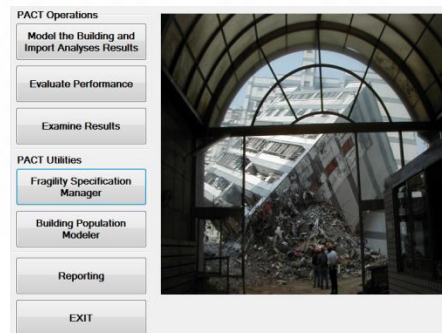 PACT Operations
Model the Building and
Import Analyses Results
Evaluate Performance
Examine Results
PACT Utilities
Fragility Specification
Manager
Building Population
Modeler
Reporting
EXIT